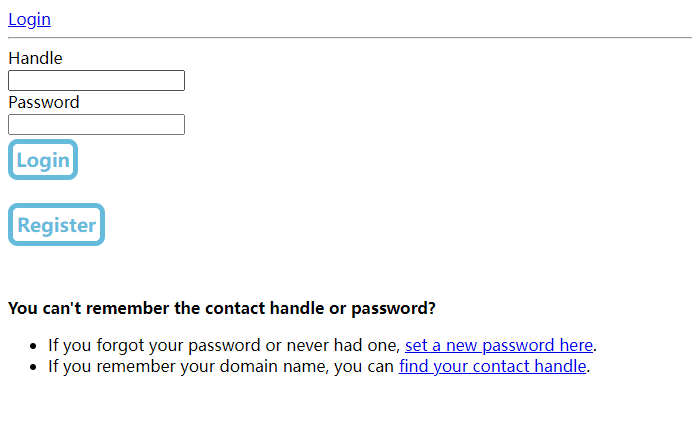 Login
Handle
Password
Login
Register
You can't remember the contact handle or password?
If you forgot your password or never had one, set a new password here.
If you remember your domain name, you can find your contact handle.